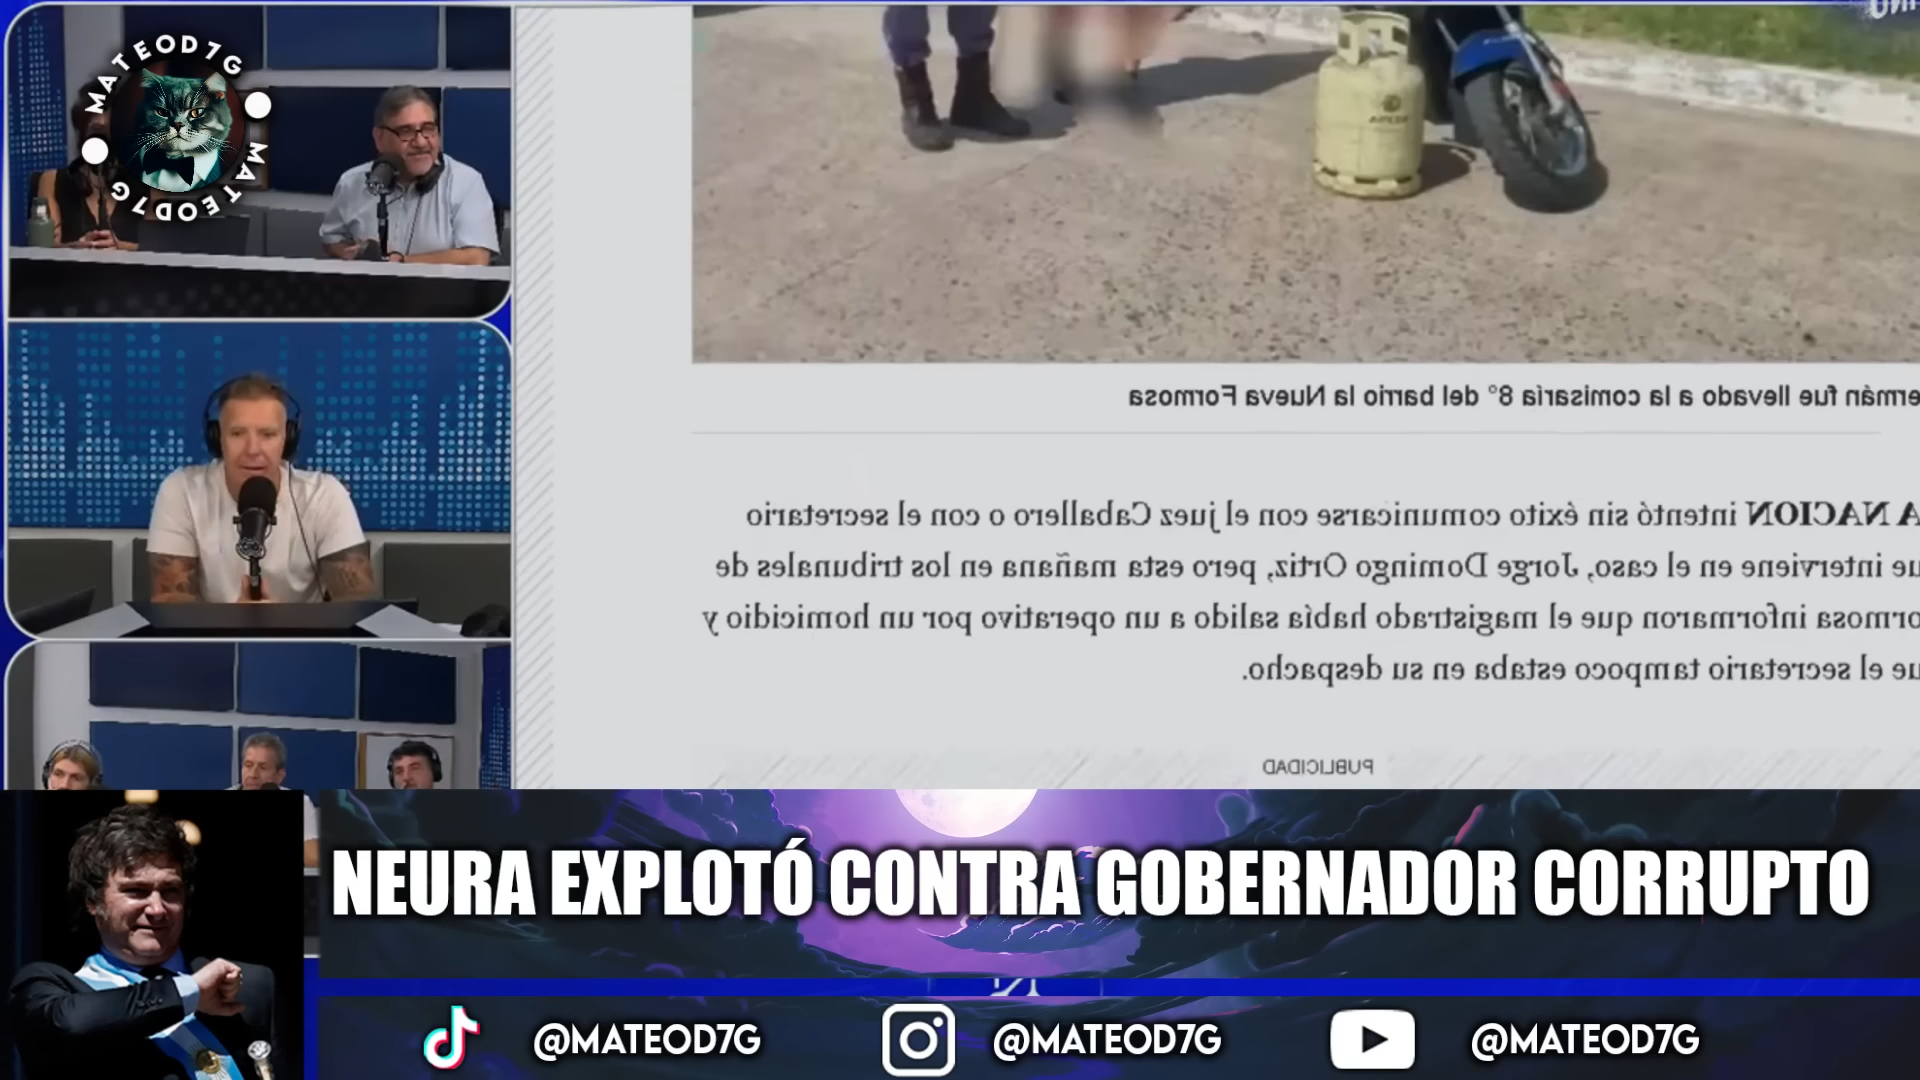 MATEOD7G
MATEOD7G
MATEOD7G
ermán fue llevado a la comisaría 8° del barrio la Nueva Formosa
A NACION intentó sin éxito comunicarse con el juez Caballero o con el secretario
ue interviene en el caso, Jorge Domingo Ortiz, pero esta mañana en los tribunales de
ormosa informaron que el magistrado había salido a un operativo por un homicidio y
ue el secretario tampoco estaba en su despacho.
PUBLICIDAD
NEURA EXPLOTÓ CONTRA GOBERNADOR CORRUPTO
@MATEOD7G
@MATEOD7G
@MATEOD7G